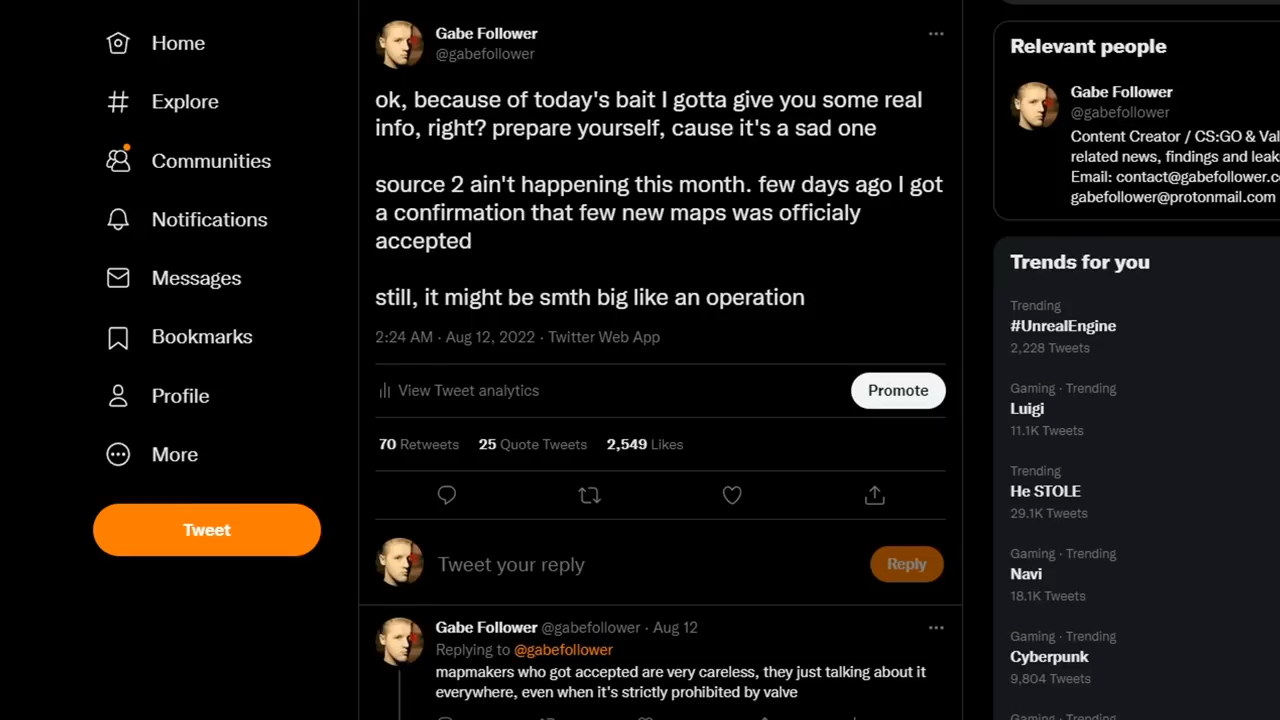 Home
Explore
Communities
Notifications
Messages
Bookmarks
Profile
More
Tweet
Gabe Follower
@gabefollower
ok, because of today's bait I gotta give you some real
info, right? prepare yourself, cause it's a sad one
source 2 ain't happening this month. few days ago I got
a confirmation that few new maps was officialy
accepted
still, it might be smth big like an operation
2:24 AM · Aug 12, 2022 · Twitter Web App
View Tweet analytics
Promote
70 Retweets 25 Quote Tweets 2,549 Likes
Tweet your reply
Reply
Gabe Follower @gabefollower · Aug 12
Replying to @gabefollower
mapmakers who got accepted are very careless, they just talking about it
everywhere, even when it's strictly prohibited by valve
Relevant people
Gabe Follower
@gabefollower
Content Creator / CS:GO & Val
related news, findings and leak
Email: contact@gabefollower.c
gabefollower@protonmail.com
Trends for you
Trending
#UnrealEngine
2,228 Tweets
Gaming · Trending
Luigi
11.1K Tweets
Trending
He STOLE
29.1K Tweets
Gaming · Trending
Navi
18.1K Tweets
Gaming · Trending
Cyberpunk
9,804 Tweets
Gaming · Trending